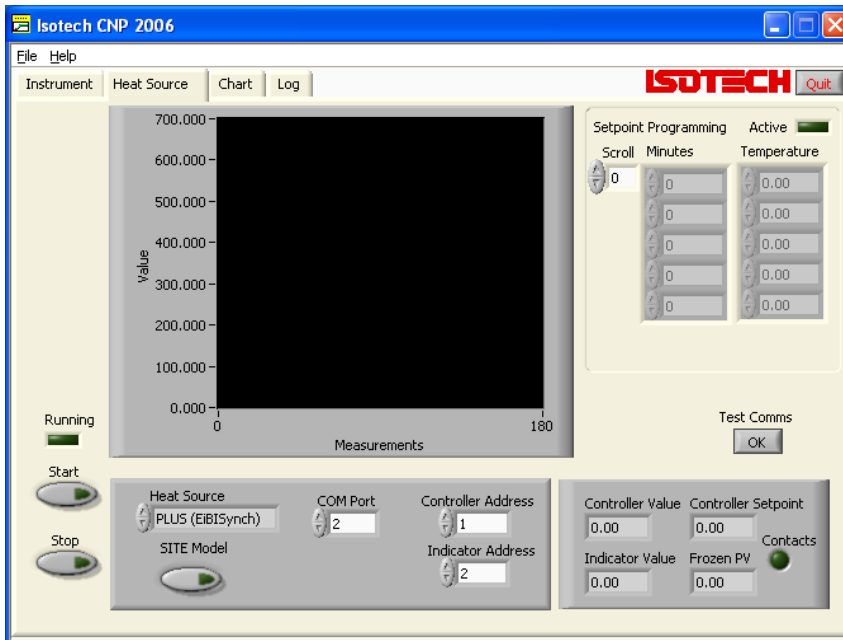 Isotech CNP 2006
File Help
Instrument Heat Source Chart Log
ISOTECH Quit
700.000
600.000
500.000
400.000
300.000
200.000
100.000
0.000
Value
0 180
Measurements
Setpoint Programming Active
Scroll Minutes Temperature
0 0 0.00
0 0.00
0 0.00
0 0.00
0 0.00
Test Comms
OK
Running
Start
Stop
Heat Source COM Port Controller Address
PLUS (EiBISynch) 2 1
SITE Model Indicator Address
2
Controller Value Controller Setpoint
0.00 0.00
Contacts
Indicator Value Frozen PV
0.00 0.00